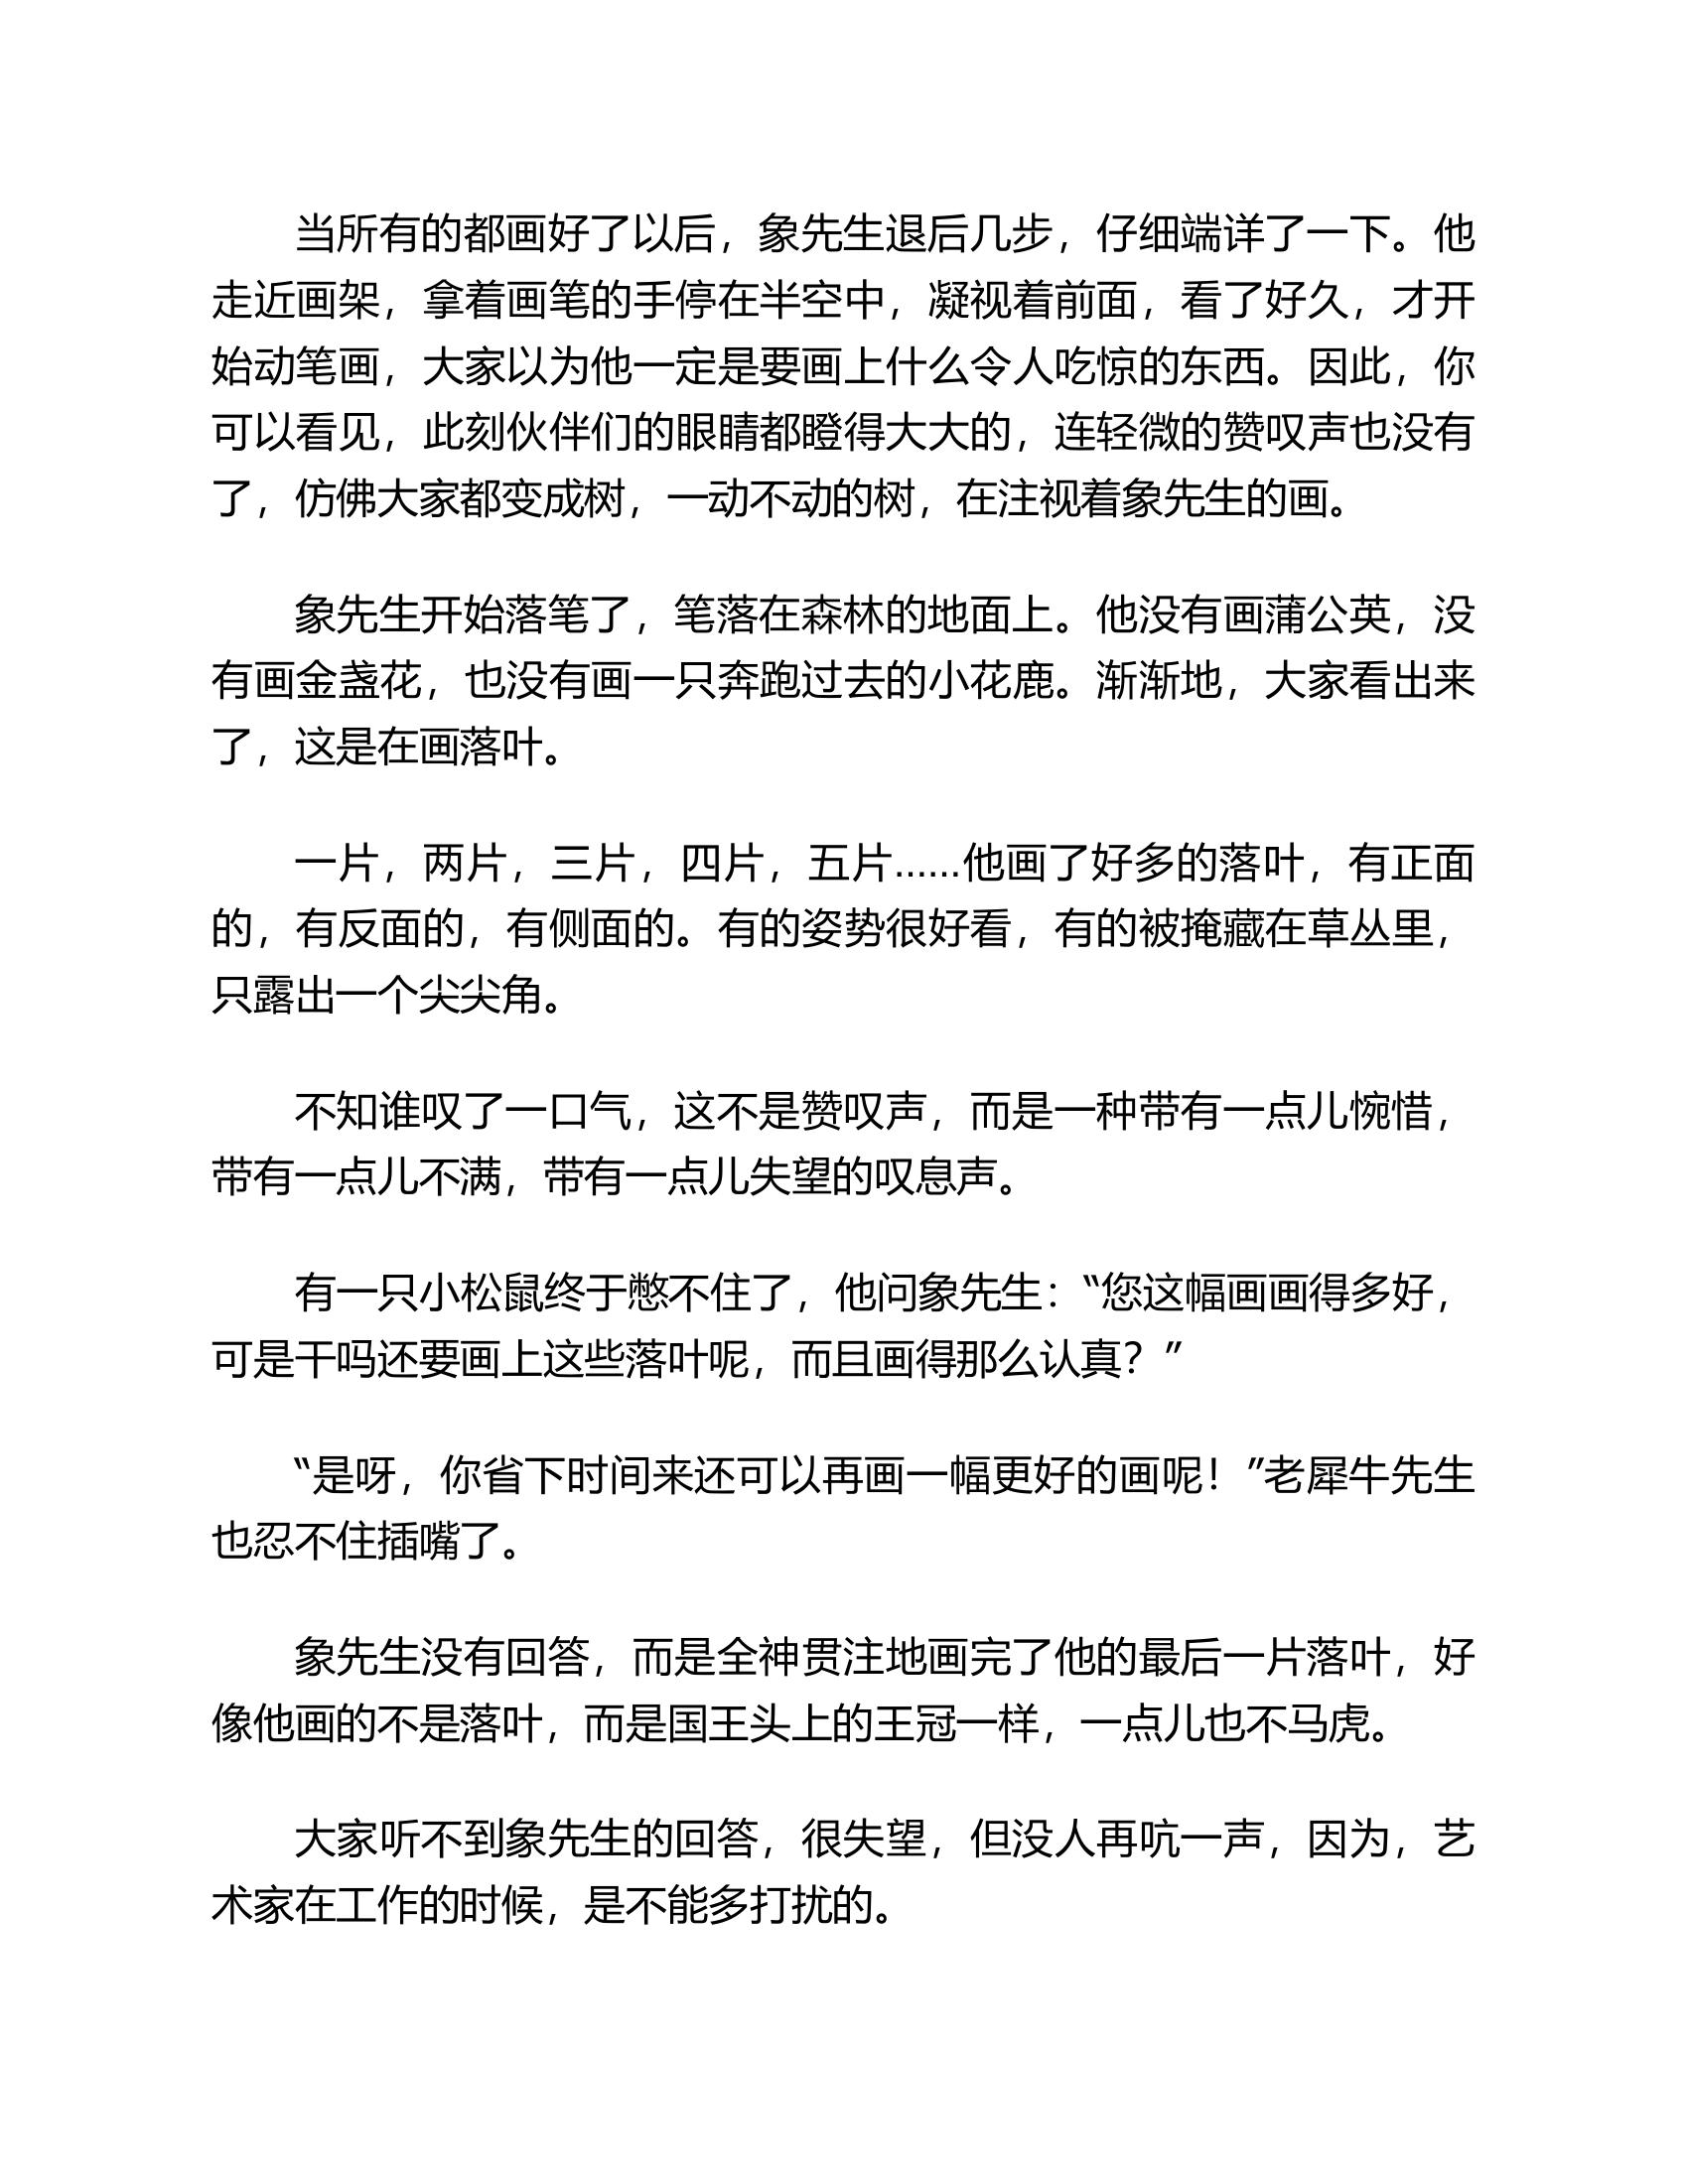 当所有的都画好了以后，象先生退后几步，仔细端详了一下。他
走近画架，拿着画笔的手停在半空中，凝视着前面，看了好久，才开
始动笔画，大家以为他一定是要画上什么令人吃惊的东西。因此，你
可以看见，此刻伙伴们的眼睛都瞪得大大的，连轻微的赞叹声也没有
了，仿佛大家都变成树，一动不动的树，在注视着象先生的画。
象先生开始落笔了，笔落在森林的地面上。他没有画蒲公英，没
有画金盏花，也没有画一只奔跑过去的小花鹿。渐渐地，大家看出来
了，这是在画落叶。
一片，两片，三片，四片，五片……他画了好多的落叶，有正面
的，有反面的，有侧面的。有的姿势很好看，有的被掩藏在草丛里，
只露出一个尖尖角。
不知谁叹了一口气，这不是赞叹声，而是一种带有一点儿惋惜，
带有一点儿不满，带有一点儿失望的叹息声。
有一只小松鼠终于憋不住了，他问象先生：“您这幅画画得多好，
可是干吗还要画上这些落叶呢，而且画得那么认真？”
“是呀，你省下时间来还可以再画一幅更好的画呢！”老犀牛先生
也忍不住插嘴了。
象先生没有回答，而是全神贯注地画完了他的最后一片落叶，好
像他画的不是落叶，而是国王头上的王冠一样，一点儿也不马虎。
大家听不到象先生的回答，很失望，但没人再吭一声，因为，艺
术家在工作的时候，是不能多打扰的。